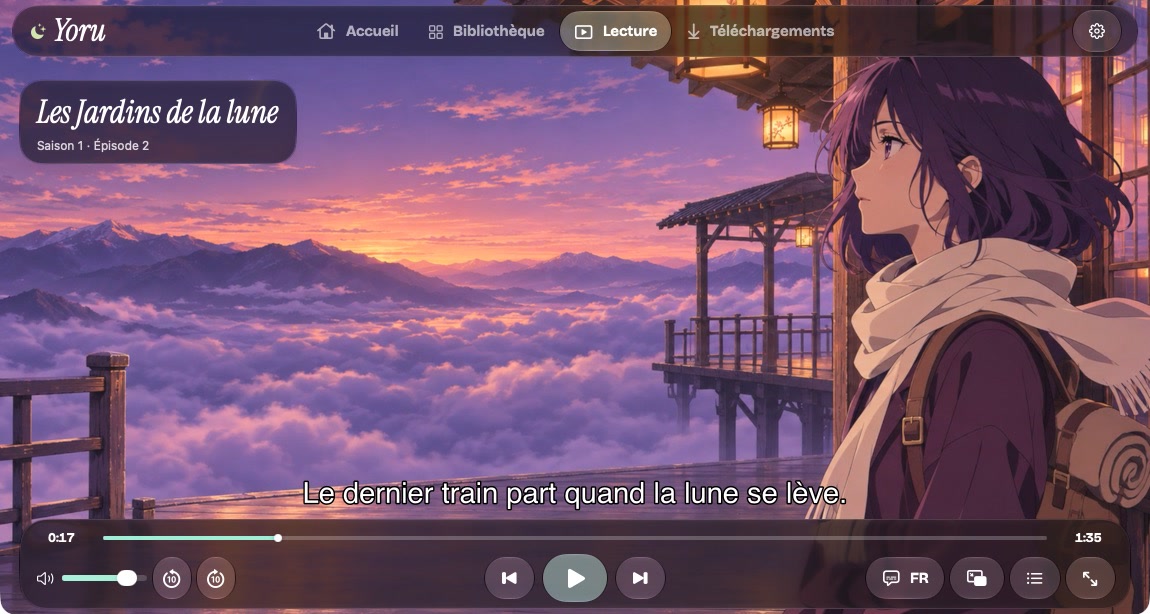 Yoru
Accueil
Bibliothèque
Lecture
Téléchargements
Les Jardins de la lune
Saison 1 · Épisode 2
Le dernier train part quand la lune se lève.
0:17
1:35
10
10
FR